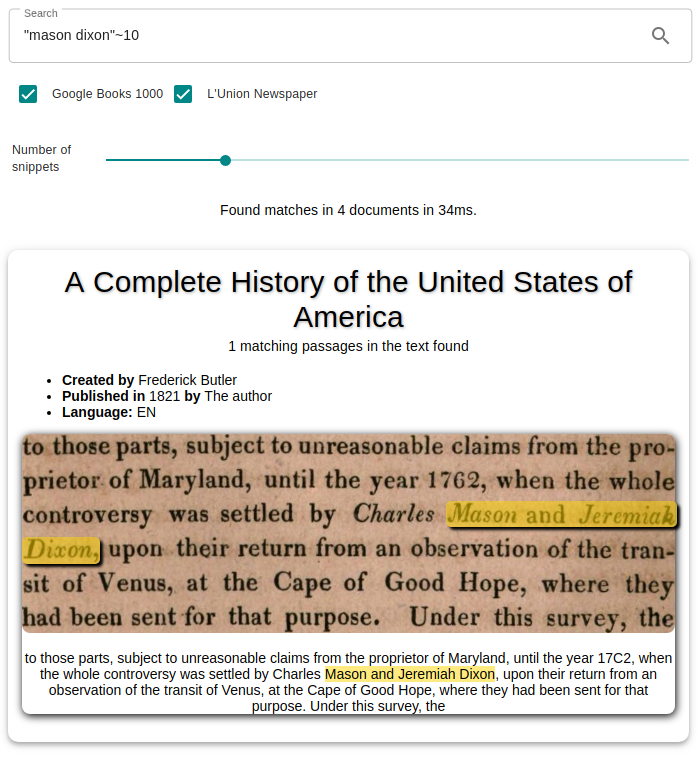 Search
"mason dixon"~10
Google Books 1000
L'Union Newspaper
Number of
snippets
Found matches in 4 documents in 34ms.
A Complete History of the United States of
America
1 matching passages in the text found
• Created by Frederick Butler
• Published in 1821 by The author
• Language: EN
to those parts, subject to unreasonable claims from the pro-
prietor of Maryland, until the year 1762, when the whole
controversy was settled by Charles Mason and Jeremiah
Dixon, upon their return from an observation of the tran-
sit of Venus, at the Cape of Good Hope, where they
had been sent for that purpose. Under this survey, the
to those parts, subject to unreasonable claims from the proprietor of Maryland, until the year 17C2, when
the whole controversy was settled by Charles Mason and Jeremiah Dixon, upon their return from an
observation of the transit of Venus, at the Cape of Good Hope, where they had been sent for that
purpose. Under this survey, the